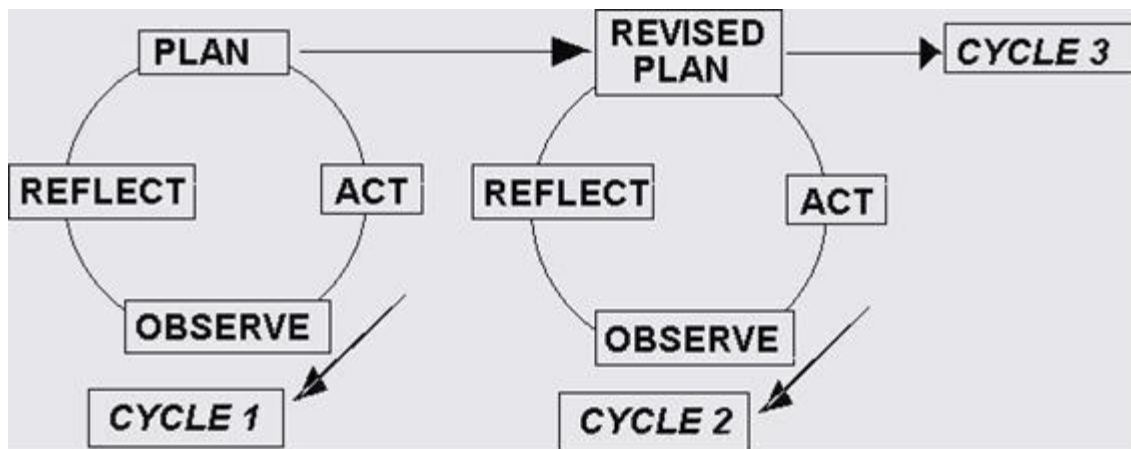 PLAN
REVISED
PLAN
CYCLE 3
REFLECT
ACT
REFLECT
ACT
OBSERVE
OBSERVE
CYCLE 1
CYCLE 2